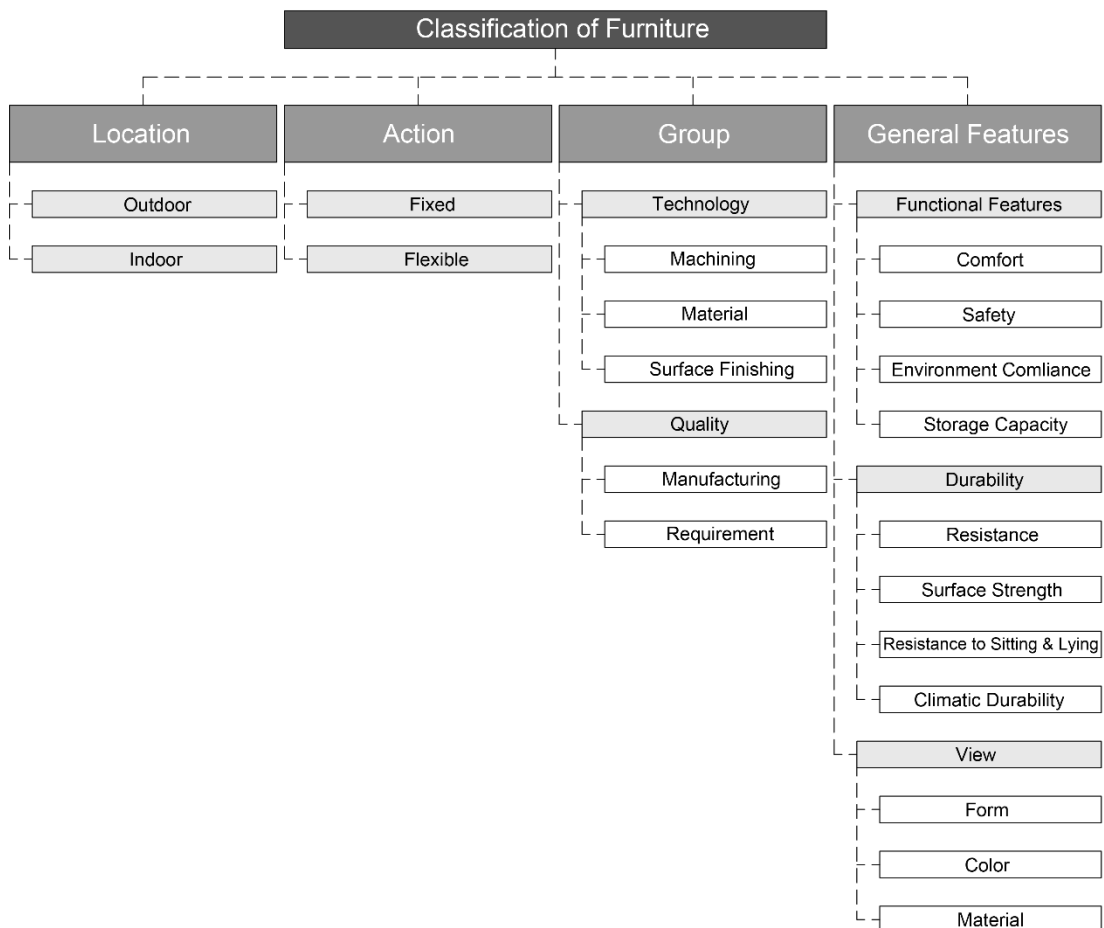 Classification of Furniture
Location
Outdoor
Indoor
Action
Fixed
Flexible
Group
Technology
Machining
Material
Surface Finishing
Quality
Manufacturing
Requirement
General Features
Functional Features
Comfort
Safety
Environment Comliance
Storage Capacity
Durability
Resistance
Surface Strength
Resistance to Sitting & Lying
Climatic Durability
View
Form
Color
Material